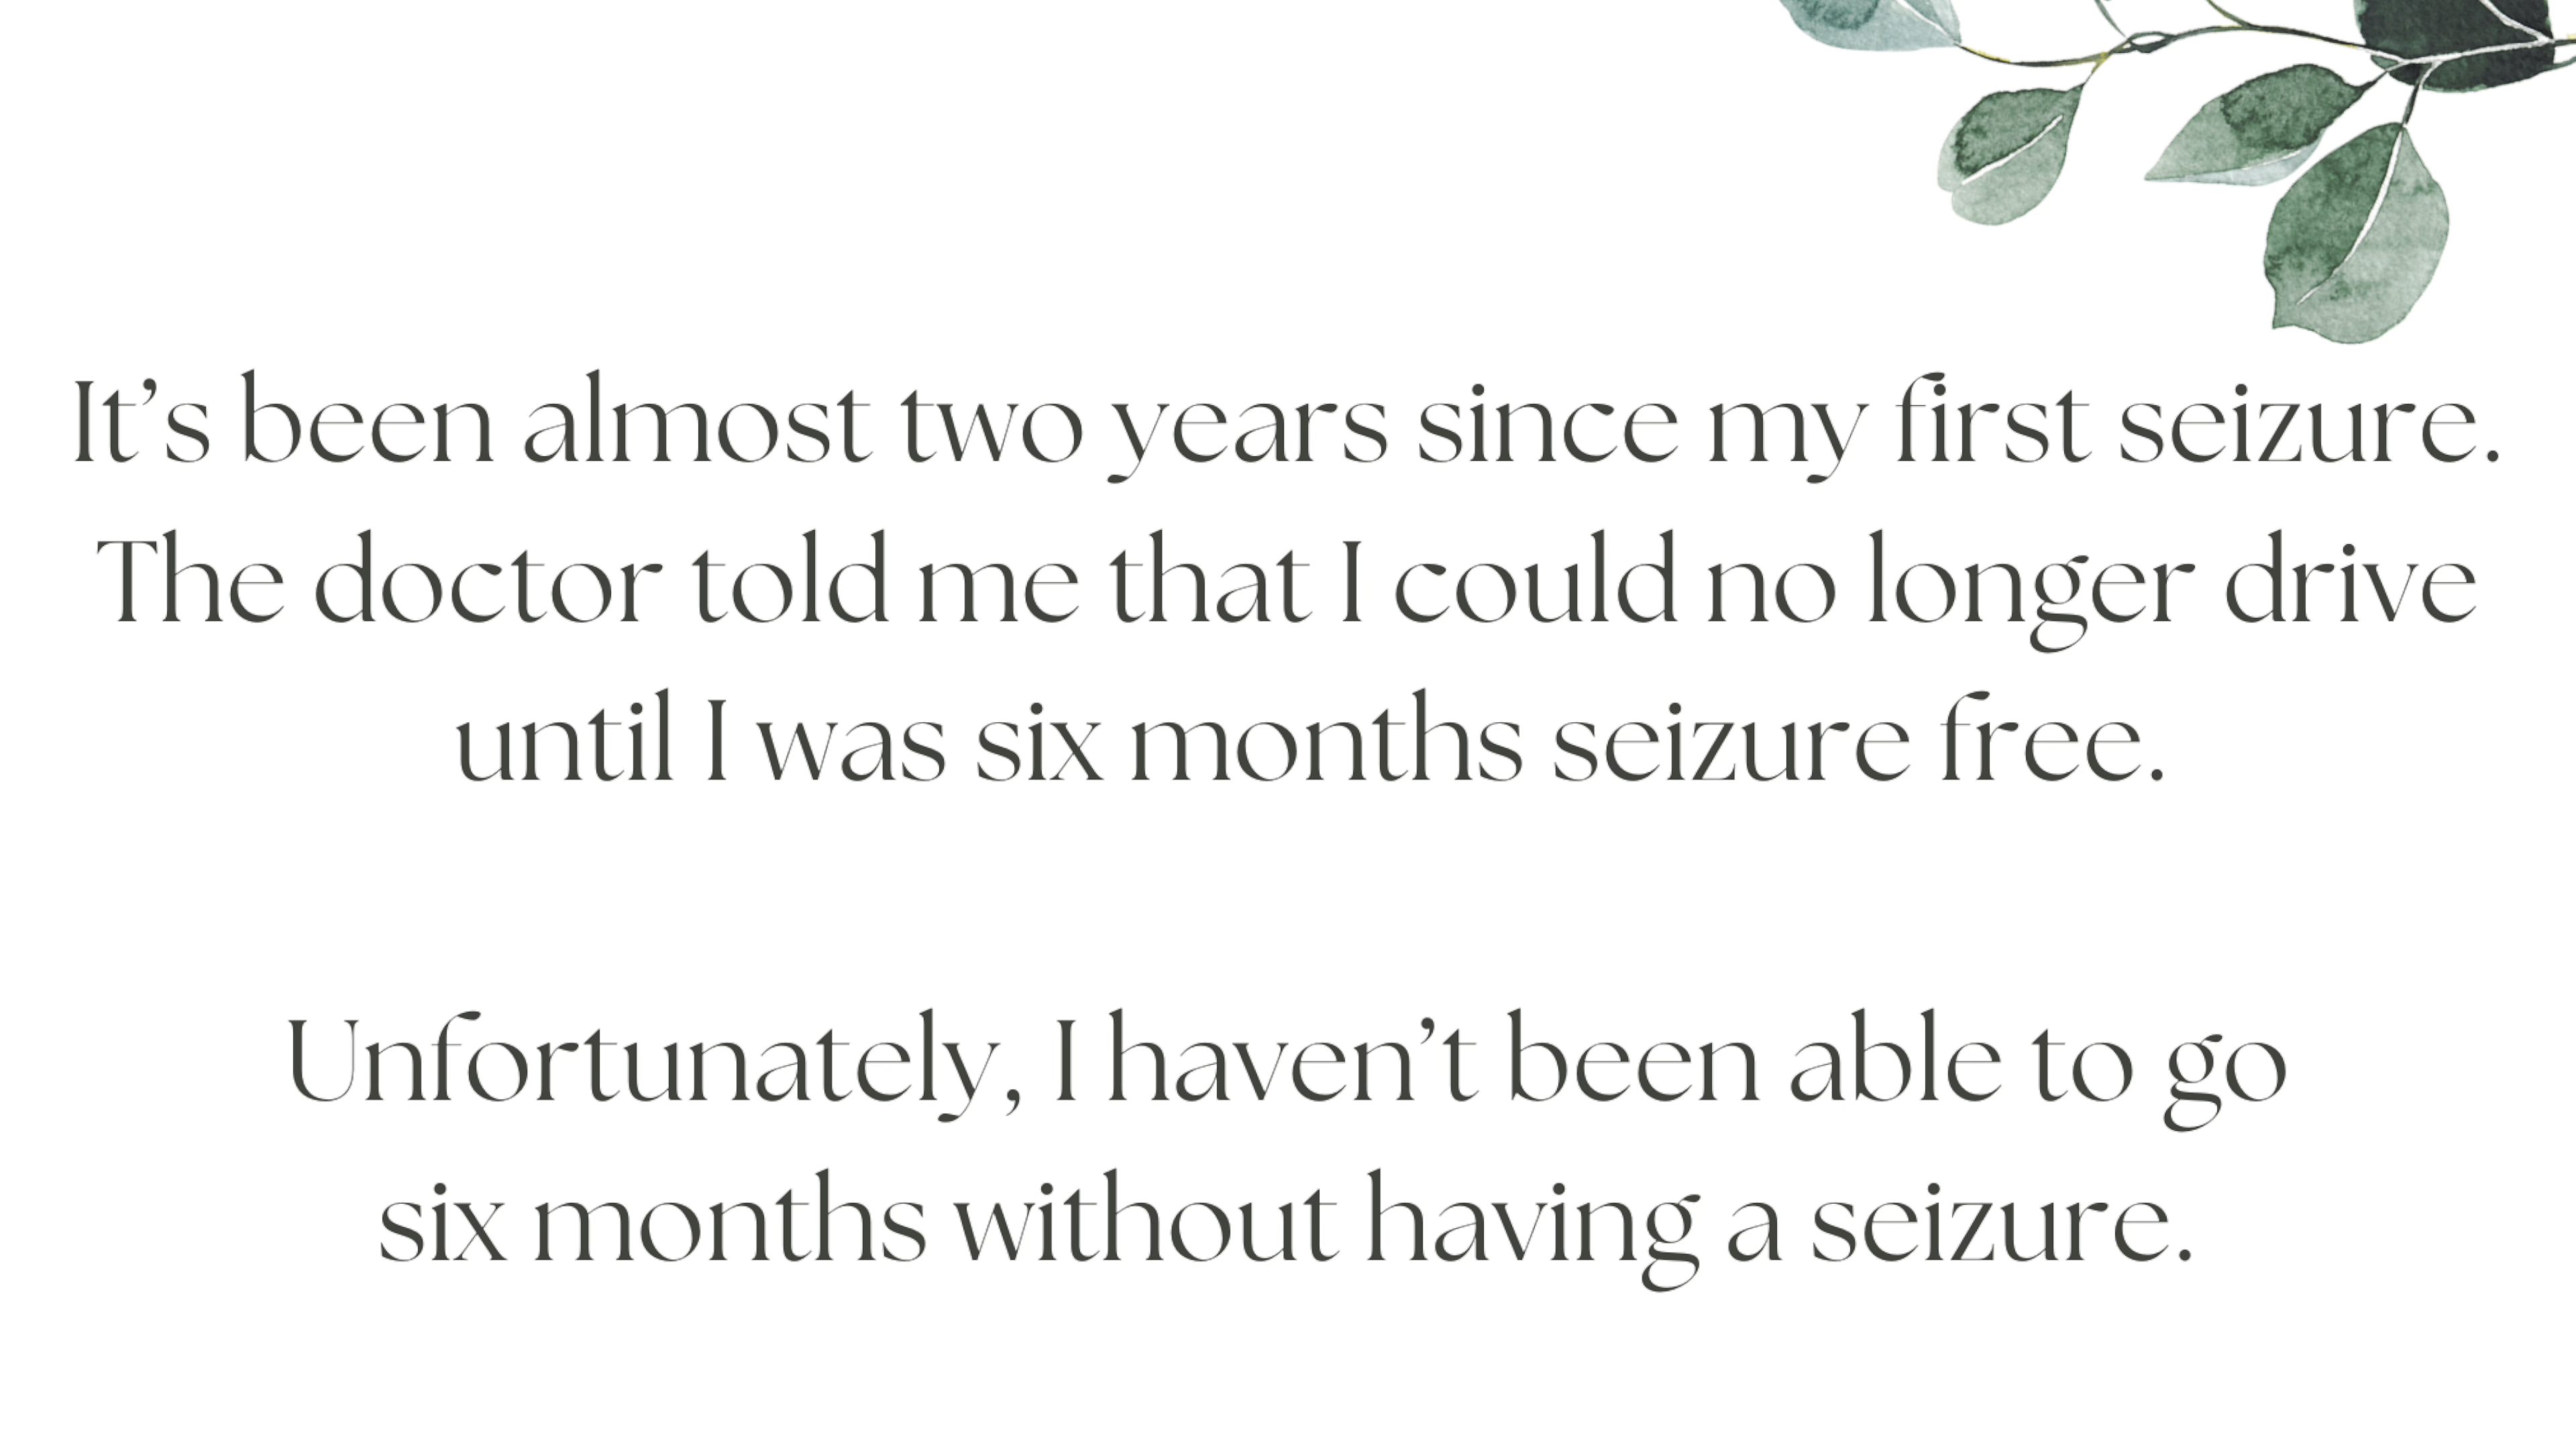 It’s been almost two years since my first seizure.
The doctor told me that I could no longer drive
until I was six months seizure free.
Unfortunately, I haven’t been able to go
six months without having a seizure.